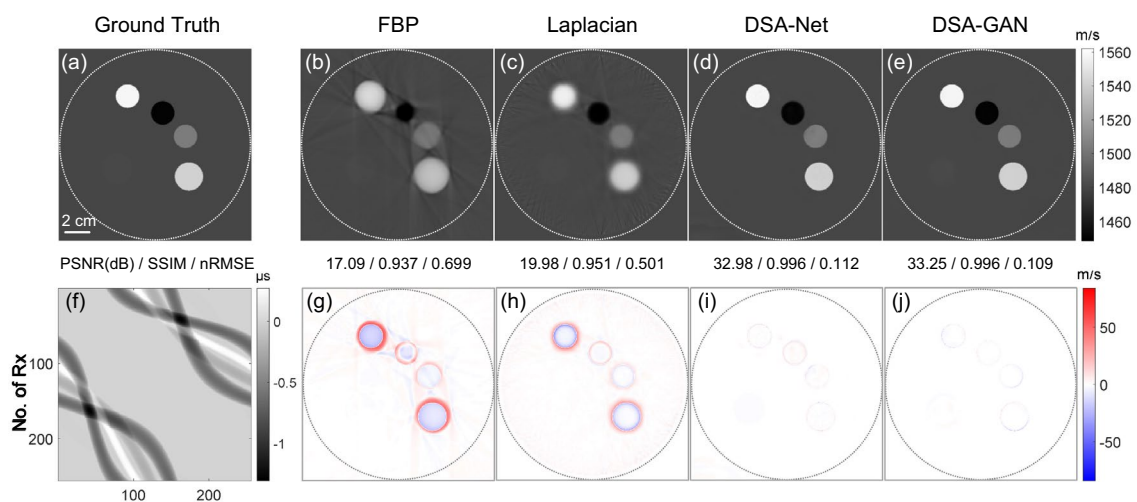 Ground Truth
FBP
Laplacian
DSA-Net
DSA-GAN
m/s
(a)
(b)
(c)
(d)
(e)
1560
1540
1520
1500
1480
1460
2 cm
PSNR(dB) / SSIM / nRMSE
17.09 / 0.937 / 0.699
19.98 / 0.951 / 0.501
32.98 / 0.996 / 0.112
33.25 / 0.996 / 0.109
µs
m/s
(f)
(g)
(h)
(i)
(j)
0
-0.5
-1
50
0
-50
No. of Rx
100
200
100
200